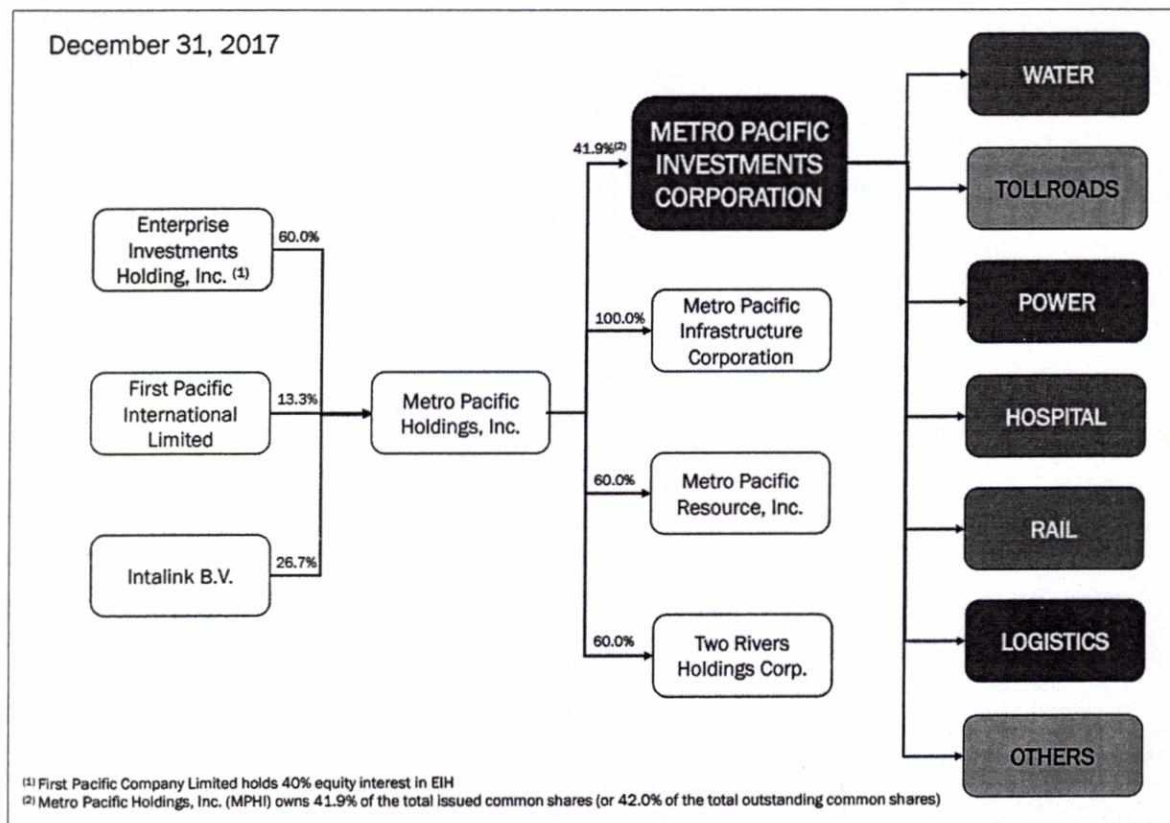 December 31, 2017
Enterprise
Investments
Holding, Inc. (1)
60.0%
First Pacific
International
Limited
13.3%
Intalink B.V.
26.7%
Metro Pacific
Holdings, Inc.
41.9%(2)
METRO PACIFIC
INVESTMENTS
CORPORATION
100.0%
Metro Pacific
Infrastructure
Corporation
60.0%
Metro Pacific
Resource, Inc.
60.0%
Two Rivers
Holdings Corp.
WATER
TOLLROADS
POWER
HOSPITAL
RAIL
LOGISTICS
OTHERS
(1) First Pacific Company Limited holds 40% equity interest in EIH
(2) Metro Pacific Holdings, Inc. (MPHI) owns 41.9% of the total issued common shares (or 42.0% of the total outstanding common shares)